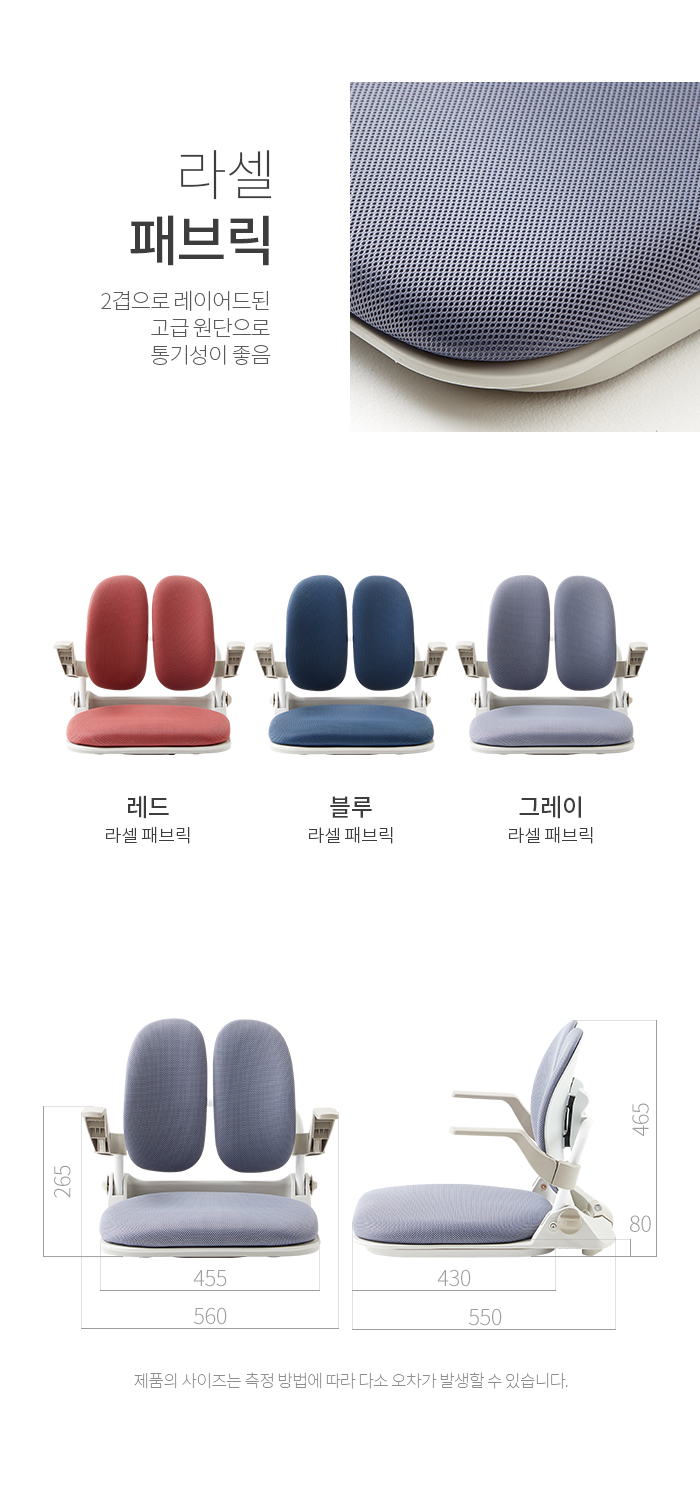 라셀
패브릭
2겹으로 레이어드된
고급 원단으로
통기성이 좋음
레드
라셀 패브릭
블루
라셀 패브릭
그레이
라셀 패브릭
265
455
560
465
80
430
550
제품의 사이즈는 측정 방법에 따라 다소 오차가 발생할 수 있습니다.